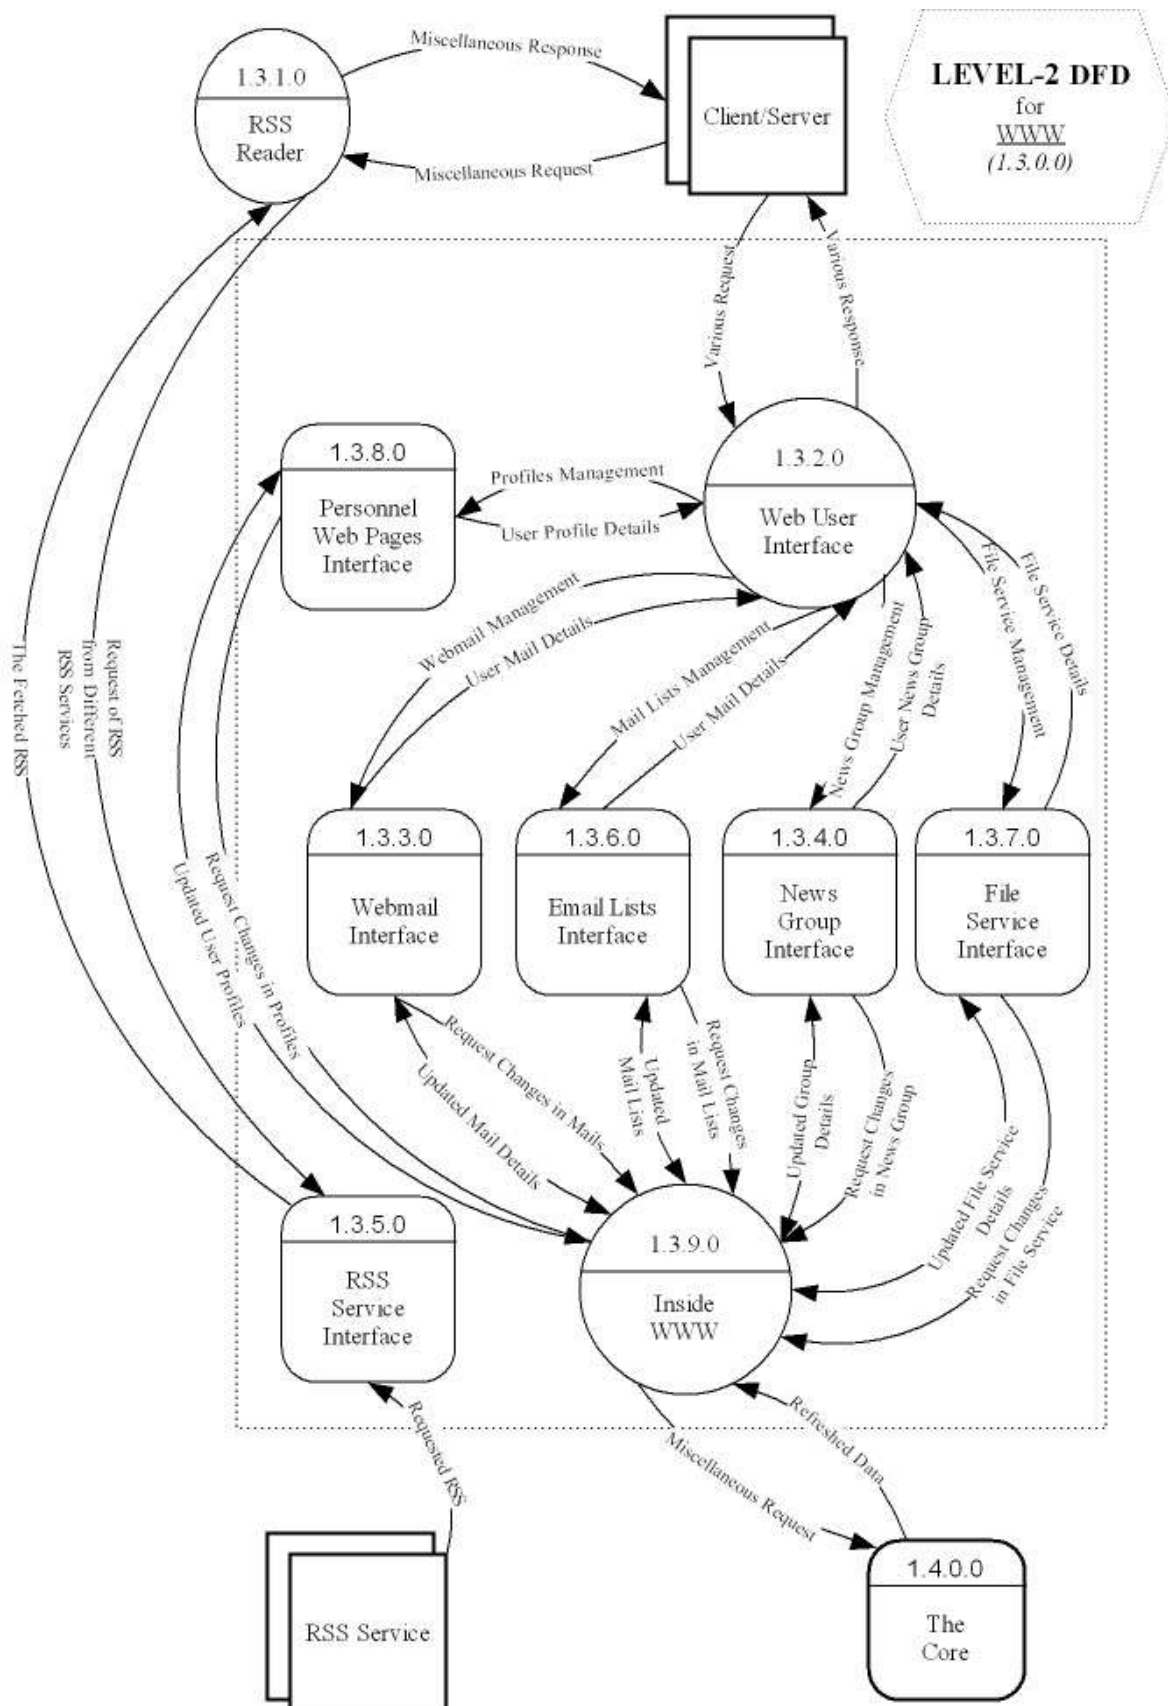 LEVEL-2 DFD
for
WWW
(1.3.0.0)
1.3.1.0
RSS
Reader
Miscellaneous Response
Miscellaneous Request
Client/Server
Various Request
Various Response
1.3.8.0
Personnel
Web Pages
Interface
Profiles Management
User Profile Details
1.3.2.0
Web User
Interface
Webmail Management
User Mail Details
Mail Lists Management
User Mail Details
News Group Management
User News Group
Details
File Service Management
File Service Details
The Fetched RSS
Request of RSS
from Different
RSS Services
Updated User Profiles
Request Changes in Profiles
1.3.3.0
Webmail
Interface
1.3.6.0
Email Lists
Interface
1.3.4.0
News
Group
Interface
1.3.7.0
File
Service
Interface
Request Changes in Mails
Updated Mail Details
Updated
Mail Lists
Request Changes
in Mail Lists
Updated Group
Details
Request Changes
in News Group
Updated File Service
Details
Request Changes
in File Service
1.3.5.0
RSS
Service
Interface
1.3.9.0
Inside
WWW
Requested RSS
Miscellaneous Request
Refreshed Data
RSS Service
1.4.0.0
The
Core